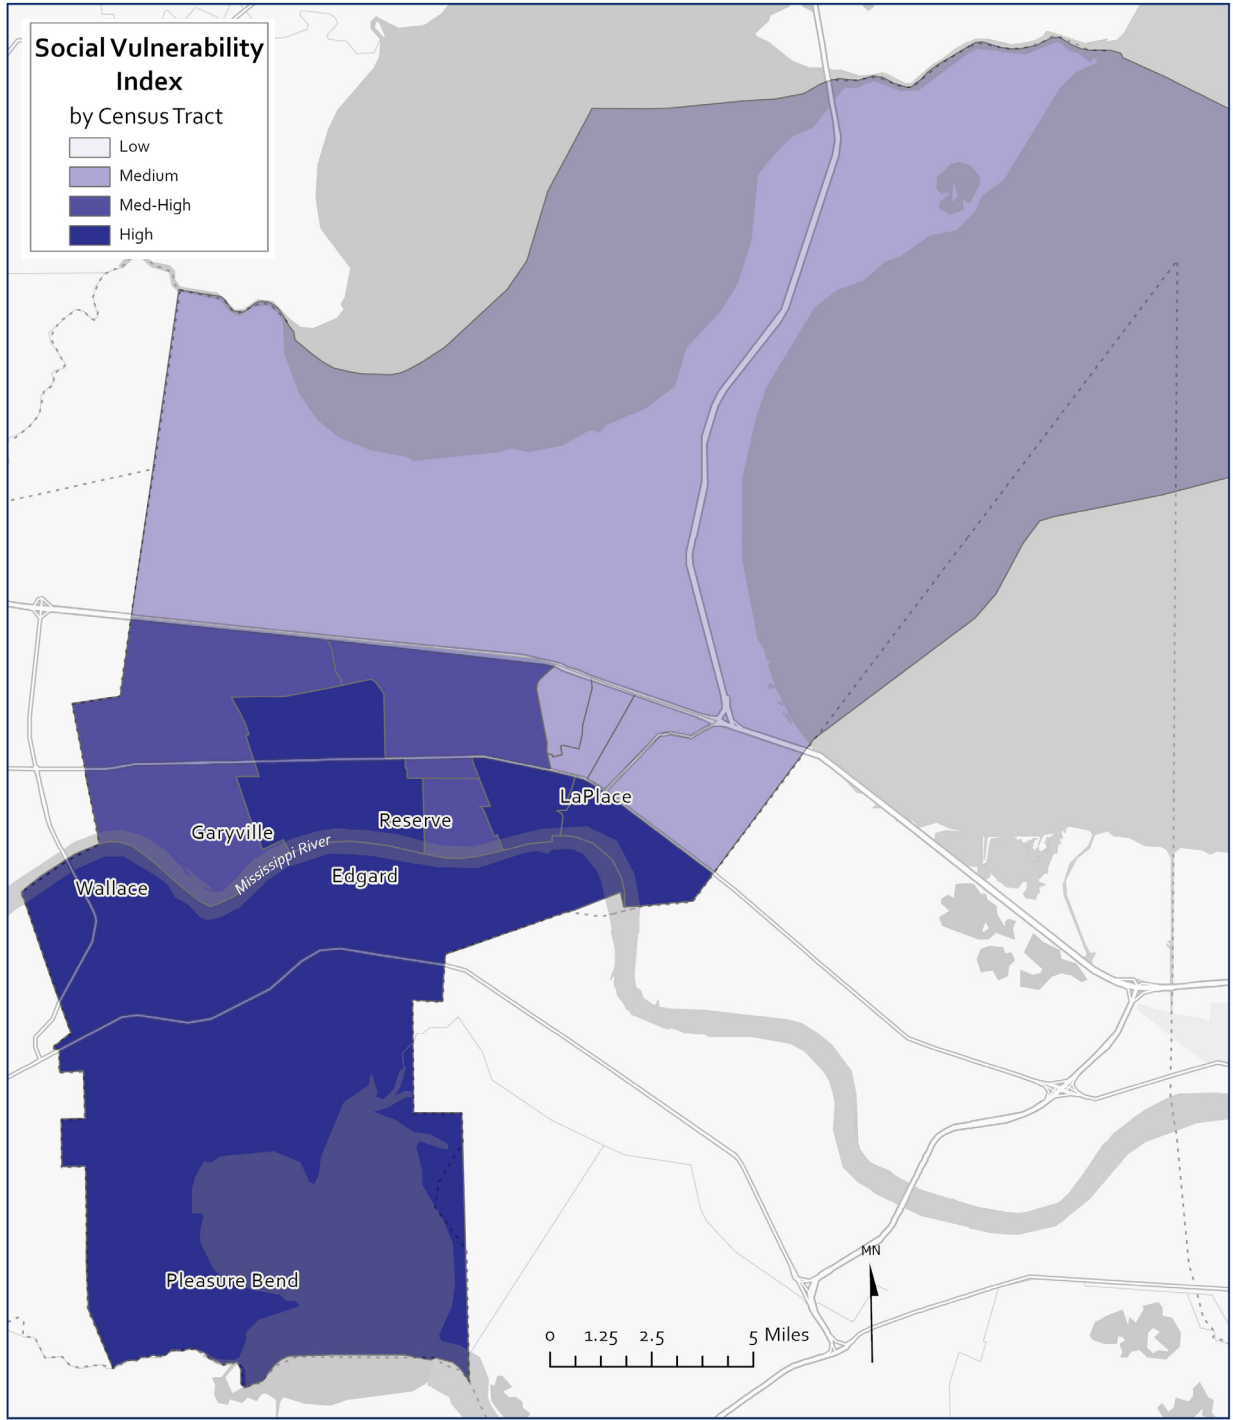 Social Vulnerability
Index
by Census Tract
Low
Medium
Med-High
High
LaPlace
Reserve
Garyville
Mississippi River
Edgard
Wallace
MN
Pleasure Bend
0 1.25 2.5 5 Miles